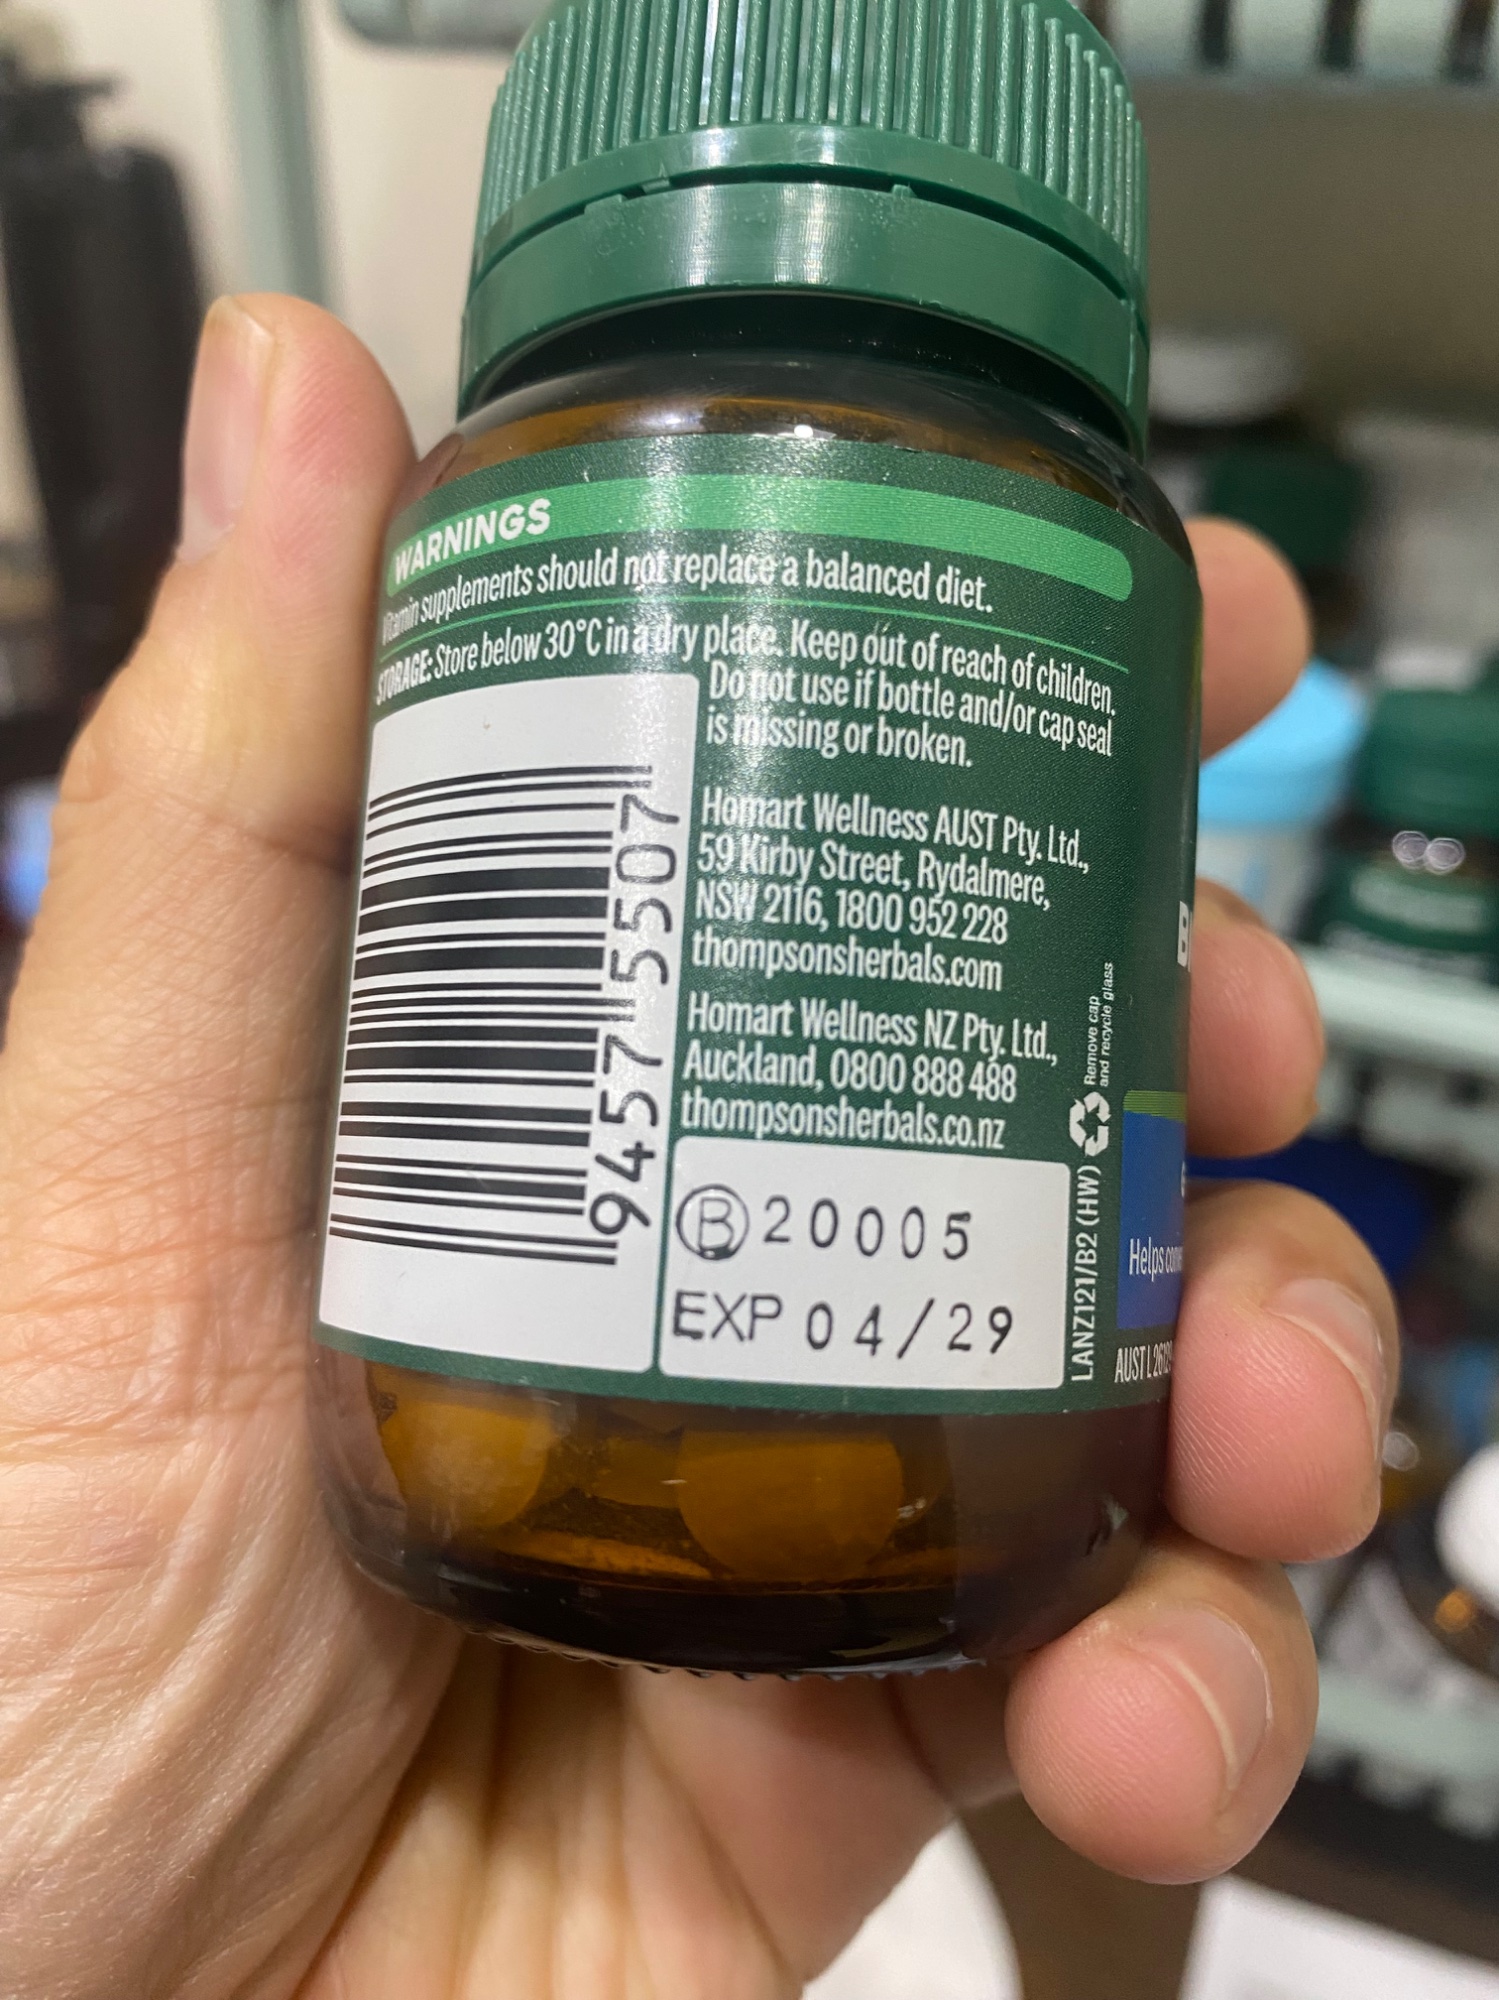 WARNINGS
Vitamin supplements should not replace a balanced diet.
STORAGE: Store below 30°C in a dry place. Keep out of reach of children.
Do not use if bottle and/or cap seal
is missing or broken.
Homart Wellness AUST Pty. Ltd.,
59 Kirby Street, Rydalmere,
NSW 2116, 1800 952 228
thompsonsherbals.com
Homart Wellness NZ Pty. Ltd.,
Auckland, 0800 888 488
thompsonsherbals.co.nz
94575507
B 20005
EXP 04/29
LANZ121/B2 (HW)
Remove cap
and recycle glass
Helps
AUST L